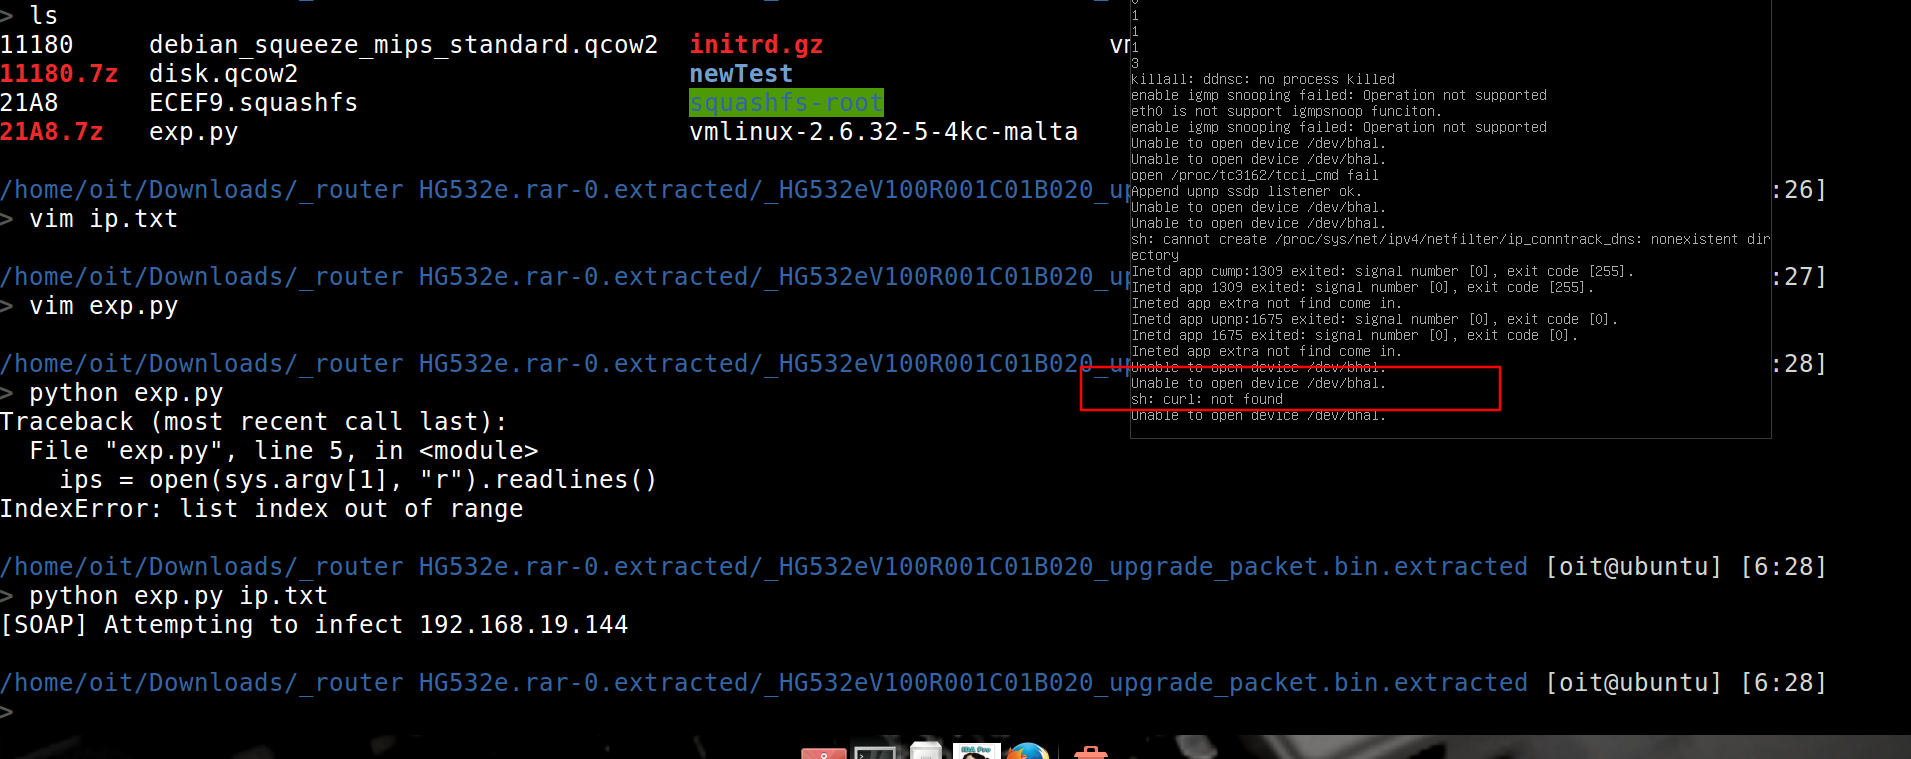 > ls
11180     debian_squeeze_mips_standard.qcow2  initrd.gz
11180.7z  disk.qcow2                          newTest
21A8      ECEF9.squashfs                      squashfs-root
21A8.7z   exp.py                              vmlinux-2.6.32-5-4kc-malta
/home/oit/Downloads/_router HG532e.rar-0.extracted/_HG532eV100R001C01B020_up :26]
> vim ip.txt
/home/oit/Downloads/_router HG532e.rar-0.extracted/_HG532eV100R001C01B020_up :27]
> vim exp.py
/home/oit/Downloads/_router HG532e.rar-0.extracted/_HG532eV100R001C01B020_up :28]
> python exp.py
Traceback (most recent call last):
  File "exp.py", line 5, in <module>
    ips = open(sys.argv[1], "r").readlines()
IndexError: list index out of range
/home/oit/Downloads/_router HG532e.rar-0.extracted/_HG532eV100R001C01B020_upgrade_packet.bin.extracted [oit@ubuntu] [6:28]
> python exp.py ip.txt
[SOAP] Attempting to infect 192.168.19.144
/home/oit/Downloads/_router HG532e.rar-0.extracted/_HG532eV100R001C01B020_upgrade_packet.bin.extracted [oit@ubuntu] [6:28]
>
1
1
1
3
killall: ddnsc: no process killed
enable igmp snooping failed: Operation not supported
eth0 is not support igmpsnoop funciton.
enable igmp snooping failed: Operation not supported
Unable to open device /dev/bhal.
Unable to open device /dev/bhal.
open /proc/tc3162/tcci_cmd fail
Append upnp ssdp listener ok.
Unable to open device /dev/bhal.
Unable to open device /dev/bhal.
sh: cannot create /proc/sys/net/ipv4/netfilter/ip_conntrack_dns: nonexistent dir
ectory
Inetd app cwmp:1309 exited: signal number [0], exit code [255].
Inetd app 1309 exited: signal number [0], exit code [255].
Ineted app extra not find come in.
Inetd app upnp:1675 exited: signal number [0], exit code [0].
Inetd app 1675 exited: signal number [0], exit code [0].
Ineted app extra not find come in.
Unable to open device /dev/bhal.
Unable to open device /dev/bhal.
sh: curl: not found
Unable to open device /dev/bhal.
IDA Pro